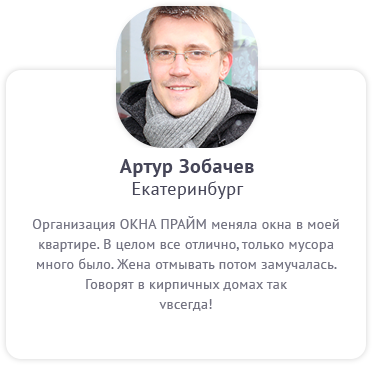 Артур Зобачев
Екатеринбург
Организация ОКНА ПРАЙМ меняла окна в моей
квартире. В целом все отлично, только мусора
много было. Жена отмывать потом замучалась.
Говорят в кирпичных домах так
vвсегда!